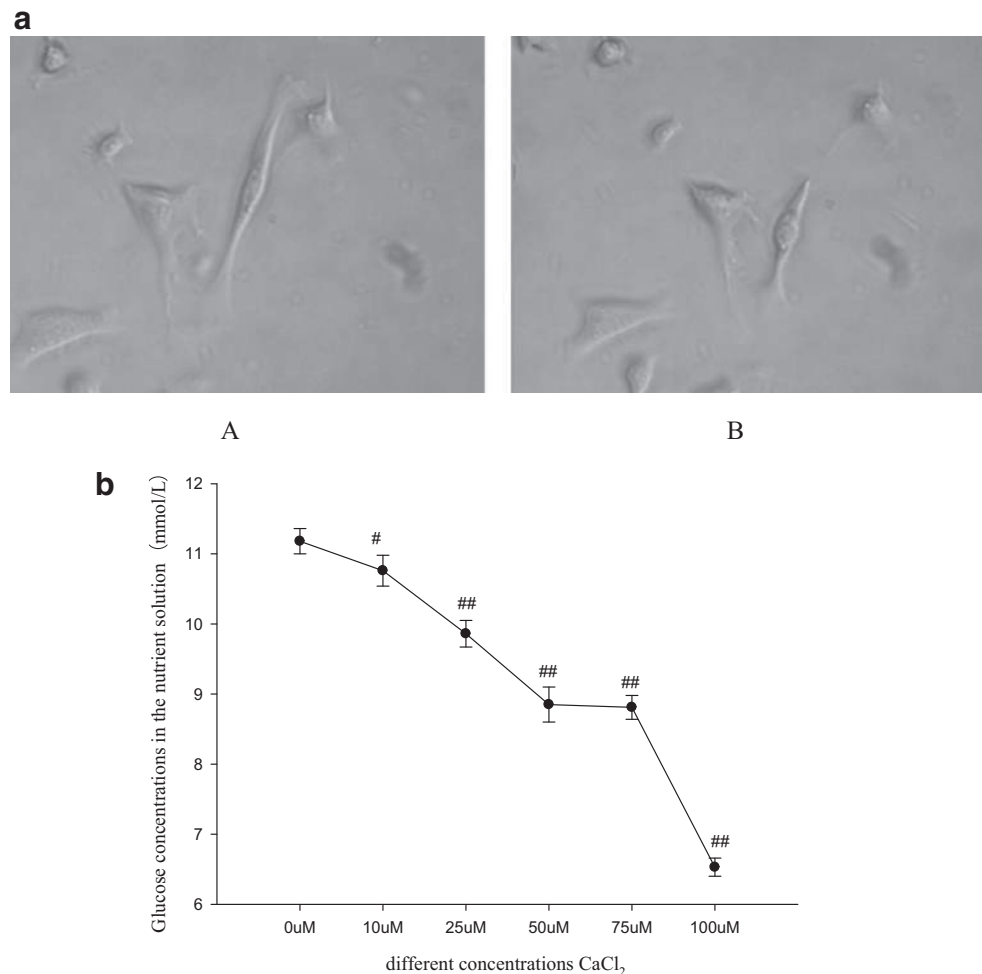 a
A
B
b
Glucose concentrations in the nutrient solution (mmol/L)
12
11
10
9
8
7
6
#
##
##
##
##
0uM 10uM 25uM 50uM 75uM 100uM
different concentrations CaCl₂